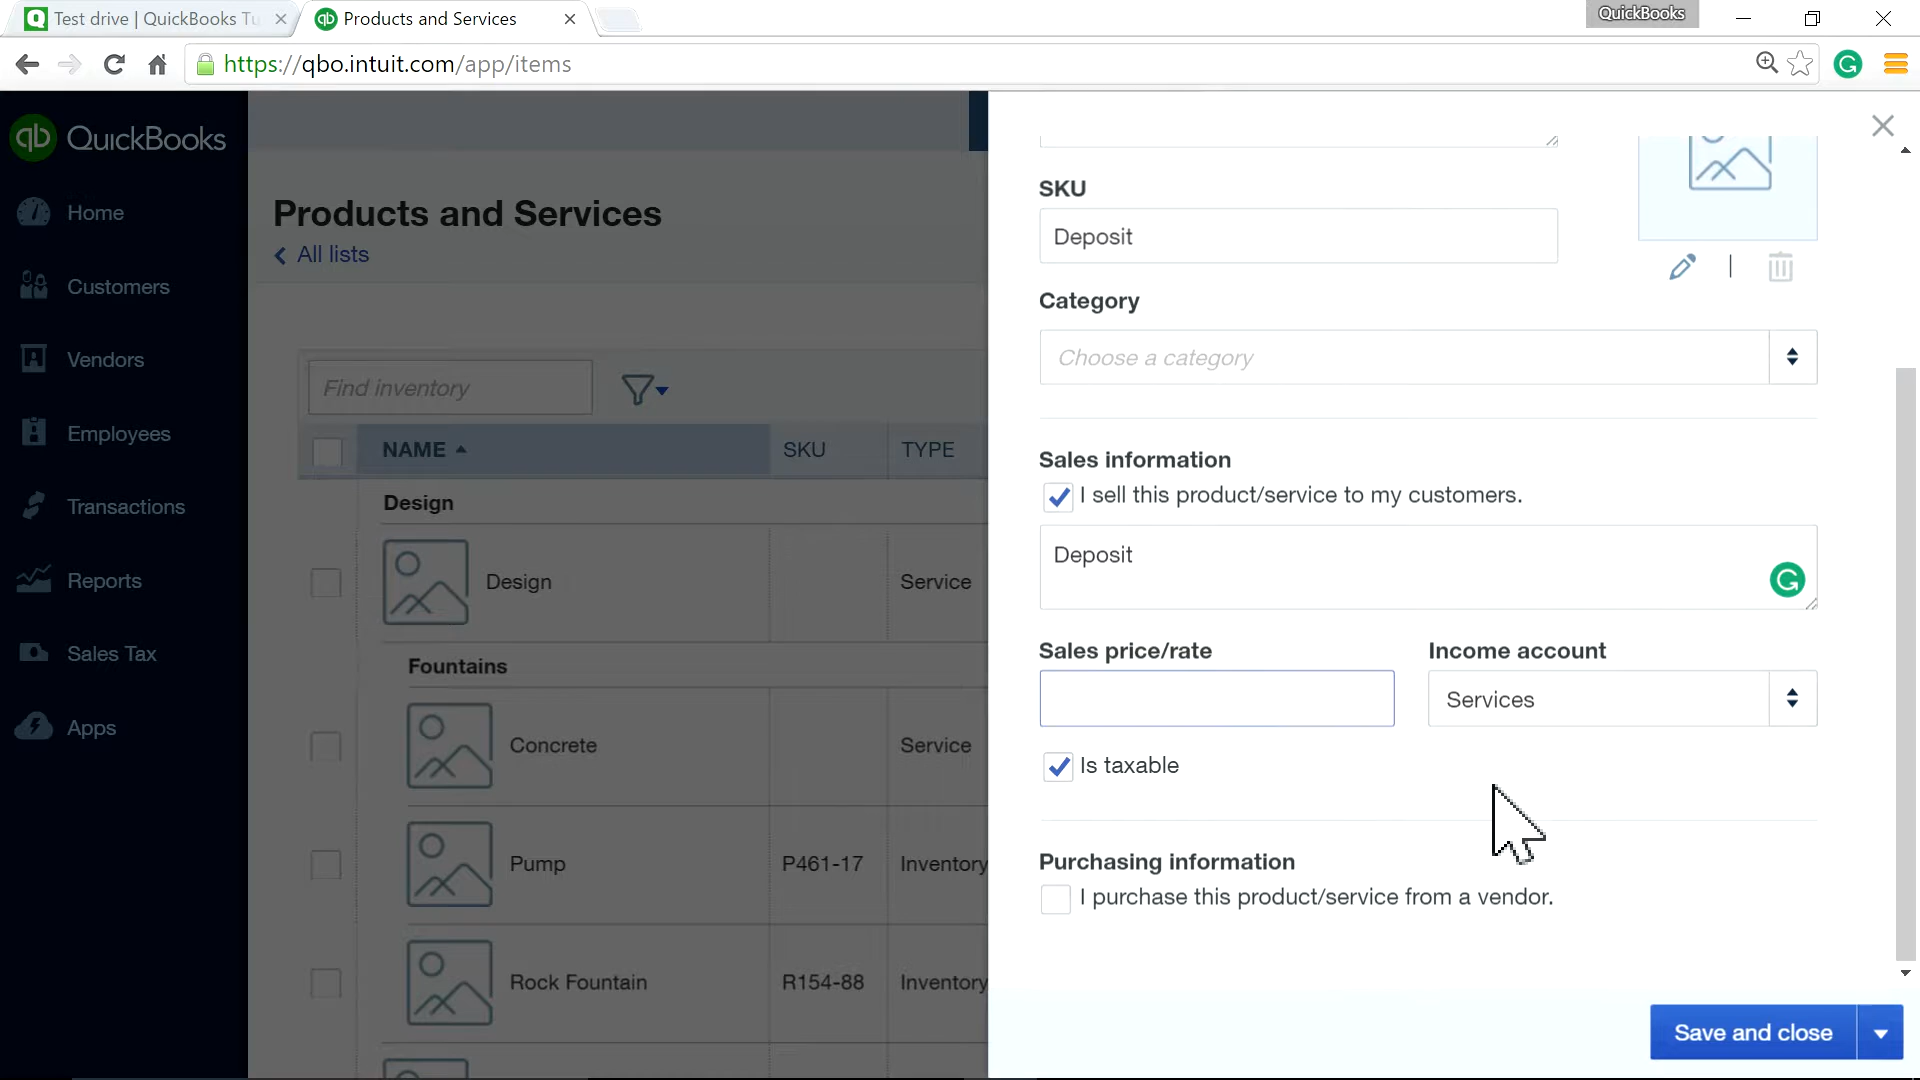 Test drive | QuickBooks Tu
Products and Services
QuickBooks
https://qbo.intuit.com/app/items
QuickBooks
Home
Customers
Vendors
Employees
Transactions
Reports
Sales Tax
Apps
Products and Services
All lists
Find inventory
NAME SKU TYPE
Design
Design Service
Fountains
Concrete Service
Pump P461-17 Inventory
Rock Fountain R154-88 Inventory
SKU
Deposit
Category
Choose a category
Sales information
I sell this product/service to my customers.
Deposit
Sales price/rate Income account
Services
Is taxable
Purchasing information
I purchase this product/service from a vendor.
Save and close